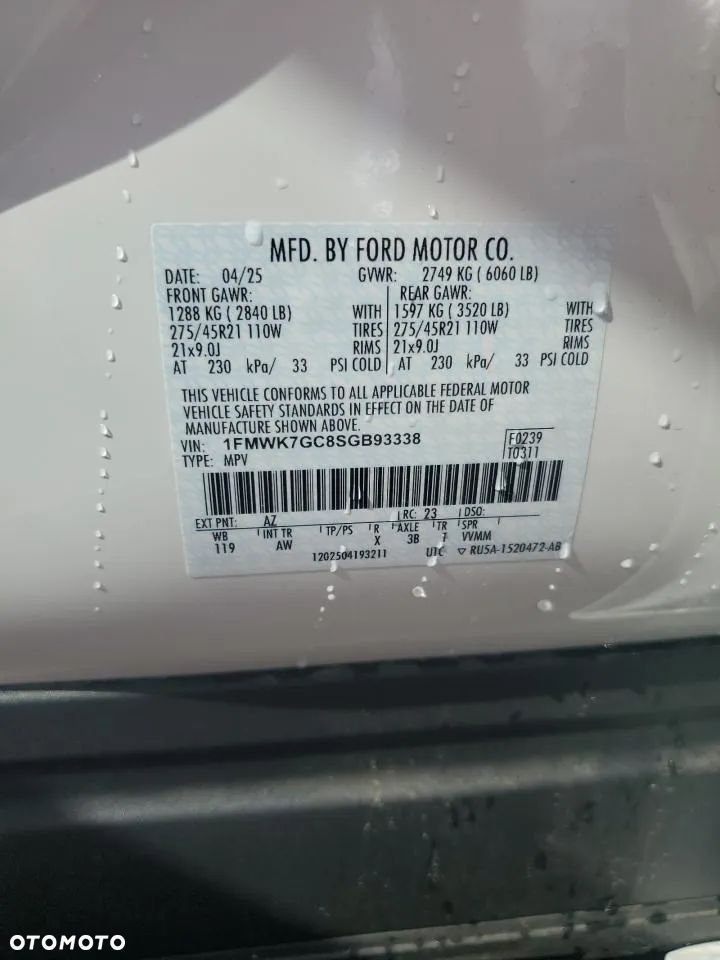 MFD. BY FORD MOTOR CO.
DATE: 04/25 GVWR: 2749 KG ( 6060 LB)
FRONT GAWR: REAR GAWR:
1288 KG ( 2840 LB) WITH 1597 KG ( 3520 LB) WITH
275/45R21 110W TIRES 275/45R21 110W TIRES
21x9.0J RIMS 21x9.0J RIMS
AT 230 kPa/ 33 PSI COLD AT 230 kPa/ 33 PSI COLD
THIS VEHICLE CONFORMS TO ALL APPLICABLE FEDERAL MOTOR
VEHICLE SAFETY STANDARDS IN EFFECT ON THE DATE OF
MANUFACTURE SHOWN ABOVE.
VIN: 1FMWK7GC8SGB93338 F0239
TYPE: MPV T0311
EXT PNT: AZ RC: 23 DSO:
WB INT TR TP/PS R AXLE TR SPR
119 AW X 3B T VVMM
1202504193211 UTC ▽ RU5A-1520472-AB
OTOMOTO